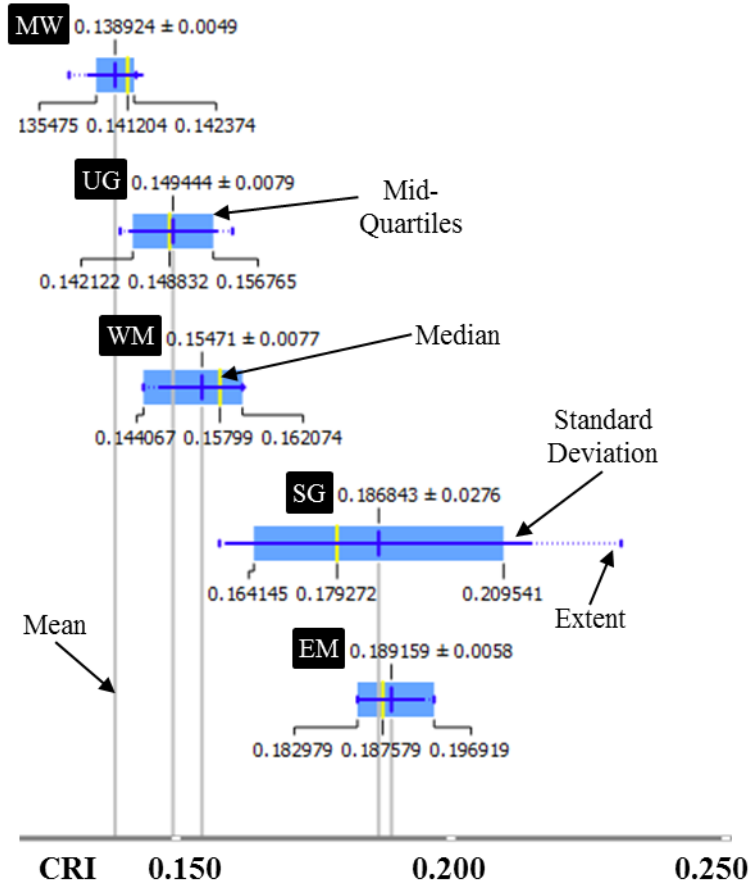 MW 0.138924 ± 0.0049
135475 0.141204 0.142374
UG 0.149444 ± 0.0079
Mid-
Quartiles
0.142122 0.148832 0.156765
WM 0.15471 ± 0.0077
Median
0.144067 0.15799 0.162074
Standard
Deviation
SG 0.186843 ± 0.0276
0.164145 0.179272 0.209541
Extent
Mean
EM 0.189159 ± 0.0058
0.182979 0.187579 0.196919
CRI 0.150 0.200 0.250